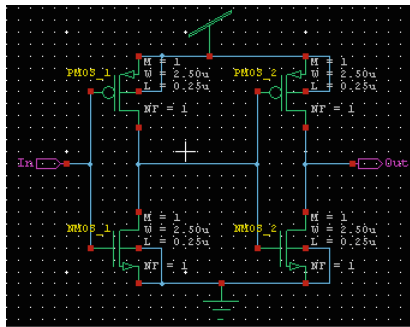 M = 1
PMOS_1 W = 2.50u
L = 0.25u
NF = 1
M = 1
PMOS_2 W = 2.50u
L = 0.25u
NF = 1
In
Out
M = 1
NMOS_1 W = 2.50u
L = 0.25u
NF = 1
M = 1
NMOS_2 W = 2.50u
L = 0.25u
NF = 1